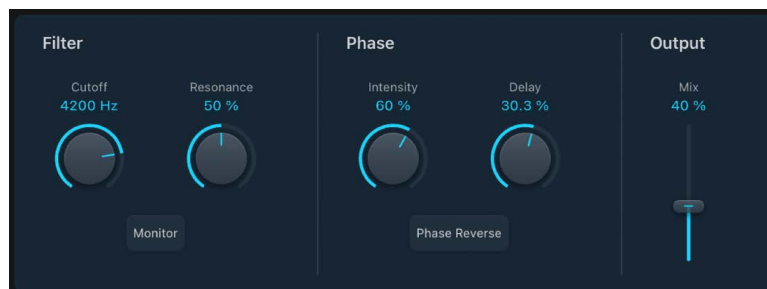 Filter
Cutoff
4200 Hz
Resonance
50 %
Monitor
Phase
Intensity
60 %
Delay
30.3 %
Phase Reverse
Output
Mix
40 %